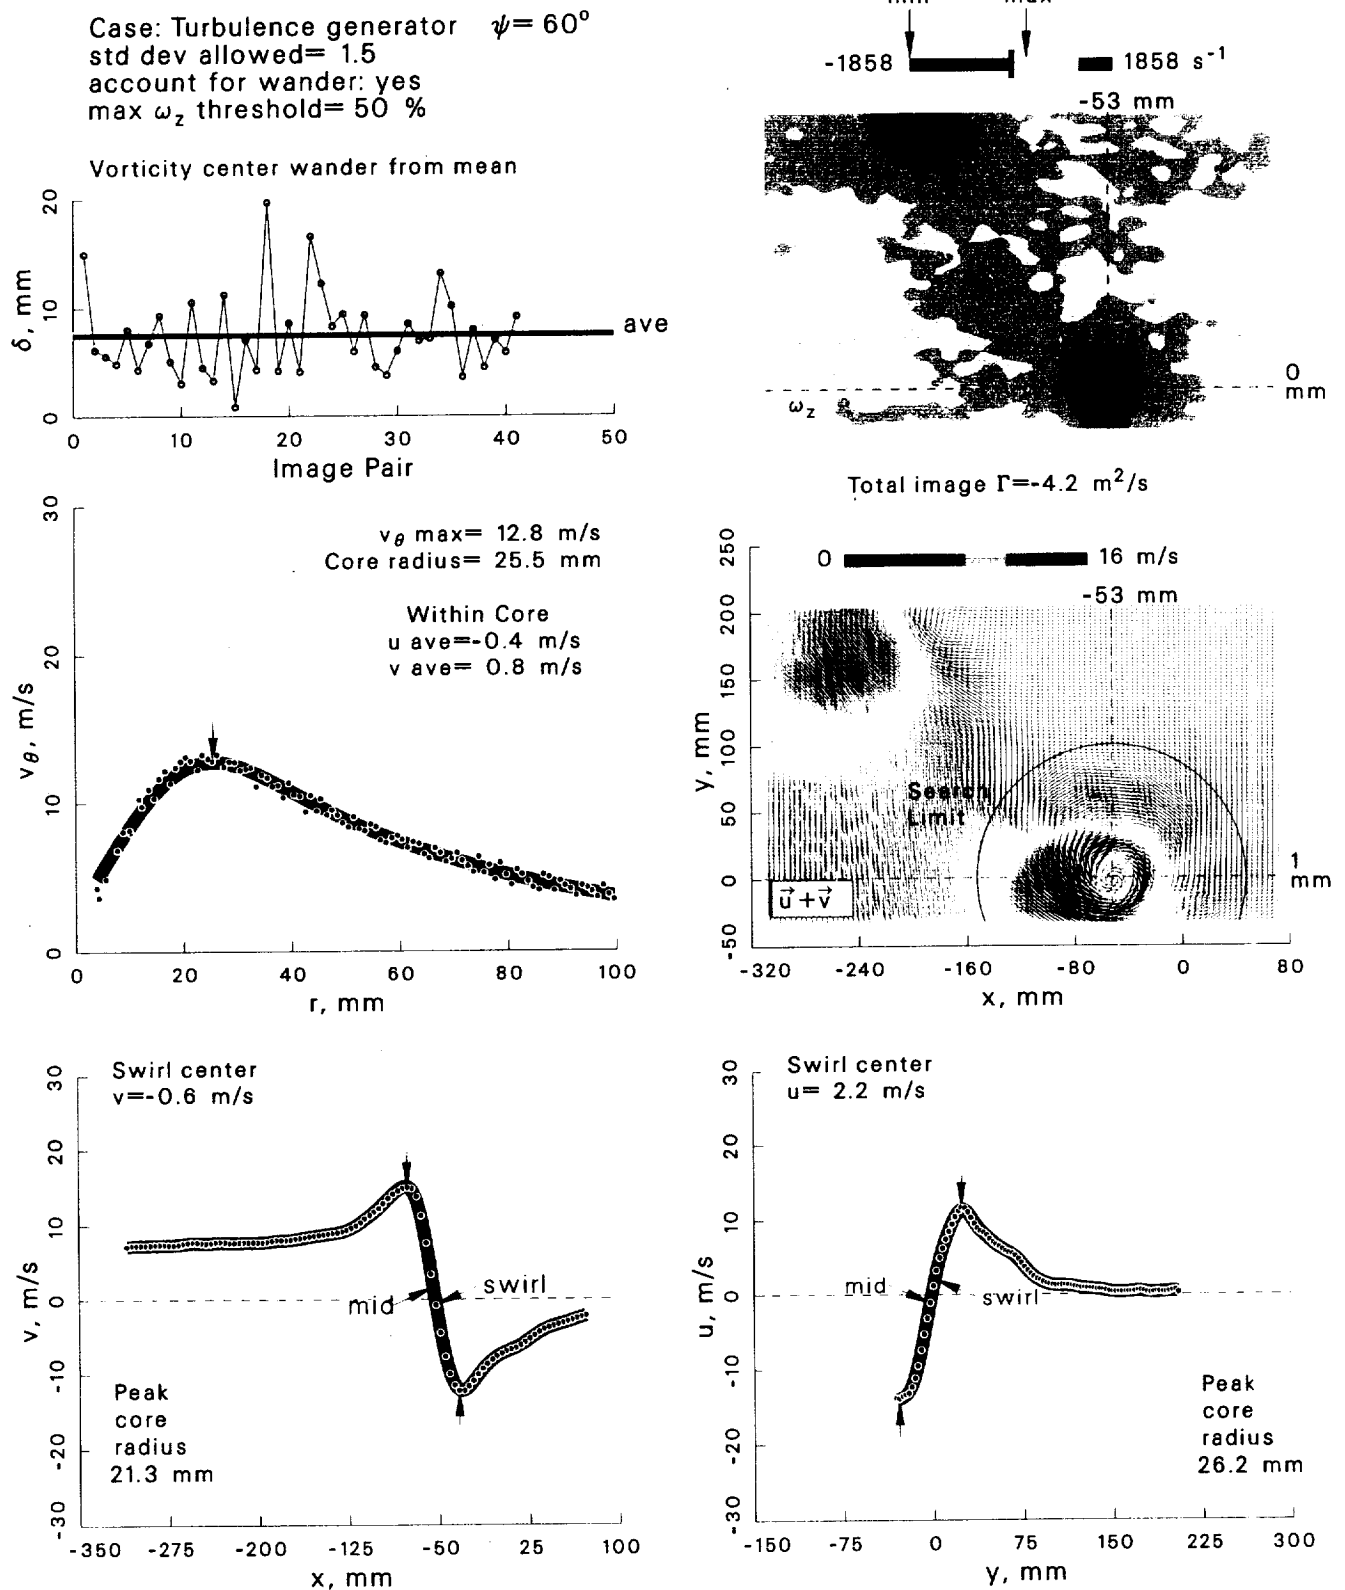 Case: Turbulence generator ψ= 60°
std dev allowed= 1.5
account for wander: yes
max ω_z threshold= 50 %
Vorticity center wander from mean
20
10
0
δ, mm
ave
0 10 20 30 40 50
Image Pair
min max
-1858 1858 s⁻¹
-53 mm
0
mm
ω_z
Total image Γ=-4.2 m²/s
30
20
10
0
v_θ, m/s
v_θ max= 12.8 m/s
Core radius= 25.5 mm
Within Core
u ave=-0.4 m/s
v ave= 0.8 m/s
0 20 40 60 80 100
r, mm
0 16 m/s
-53 mm
250
200
150
100
50
0
-50
y, mm
Search
Limit
1
mm
u⃗+v⃗
-320 -240 -160 -80 0 80
x, mm
Swirl center
v=-0.6 m/s
30
20
10
0
-10
-20
-30
v, m/s
mid
swirl
Peak
core
radius
21.3 mm
-350 -275 -200 -125 -50 25 100
x, mm
Swirl center
u= 2.2 m/s
30
20
10
0
-10
-20
-30
u, m/s
mid
swirl
Peak
core
radius
26.2 mm
-150 -75 0 75 150 225 300
y, mm